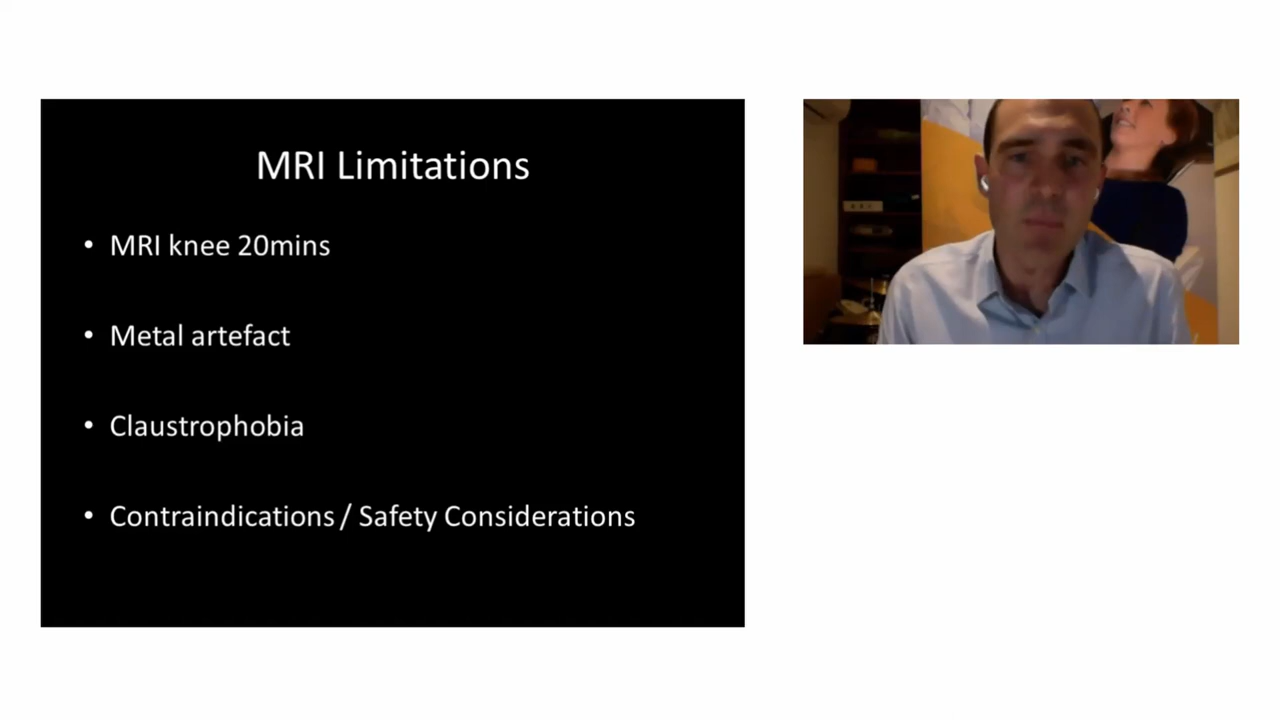 MRI Limitations
• MRI knee 20mins
• Metal artefact
• Claustrophobia
• Contraindications / Safety Considerations